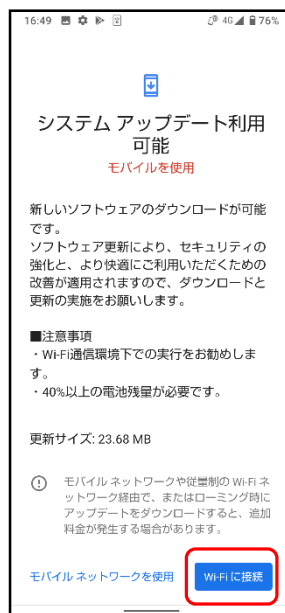 16:49
4G 76%
システム アップデート利用
可能
モバイルを使用
新しいソフトウェアのダウンロードが可能
です。
ソフトウェア更新により、セキュリティの
強化と、より快適にご利用いただくための
改善が適用されますので、ダウンロードと
更新の実施をお願いします。
■注意事項
・Wi-Fi通信環境下での実行をお勧めしま
す。
・40%以上の電池残量が必要です。
更新サイズ: 23.68 MB
モバイル ネットワークや従量制の Wi-Fi ネ
ットワーク経由で、またはローミング時に
アップデートをダウンロードすると、追加
料金が発生する場合があります。
モバイル ネットワークを使用
Wi-Fi に接続